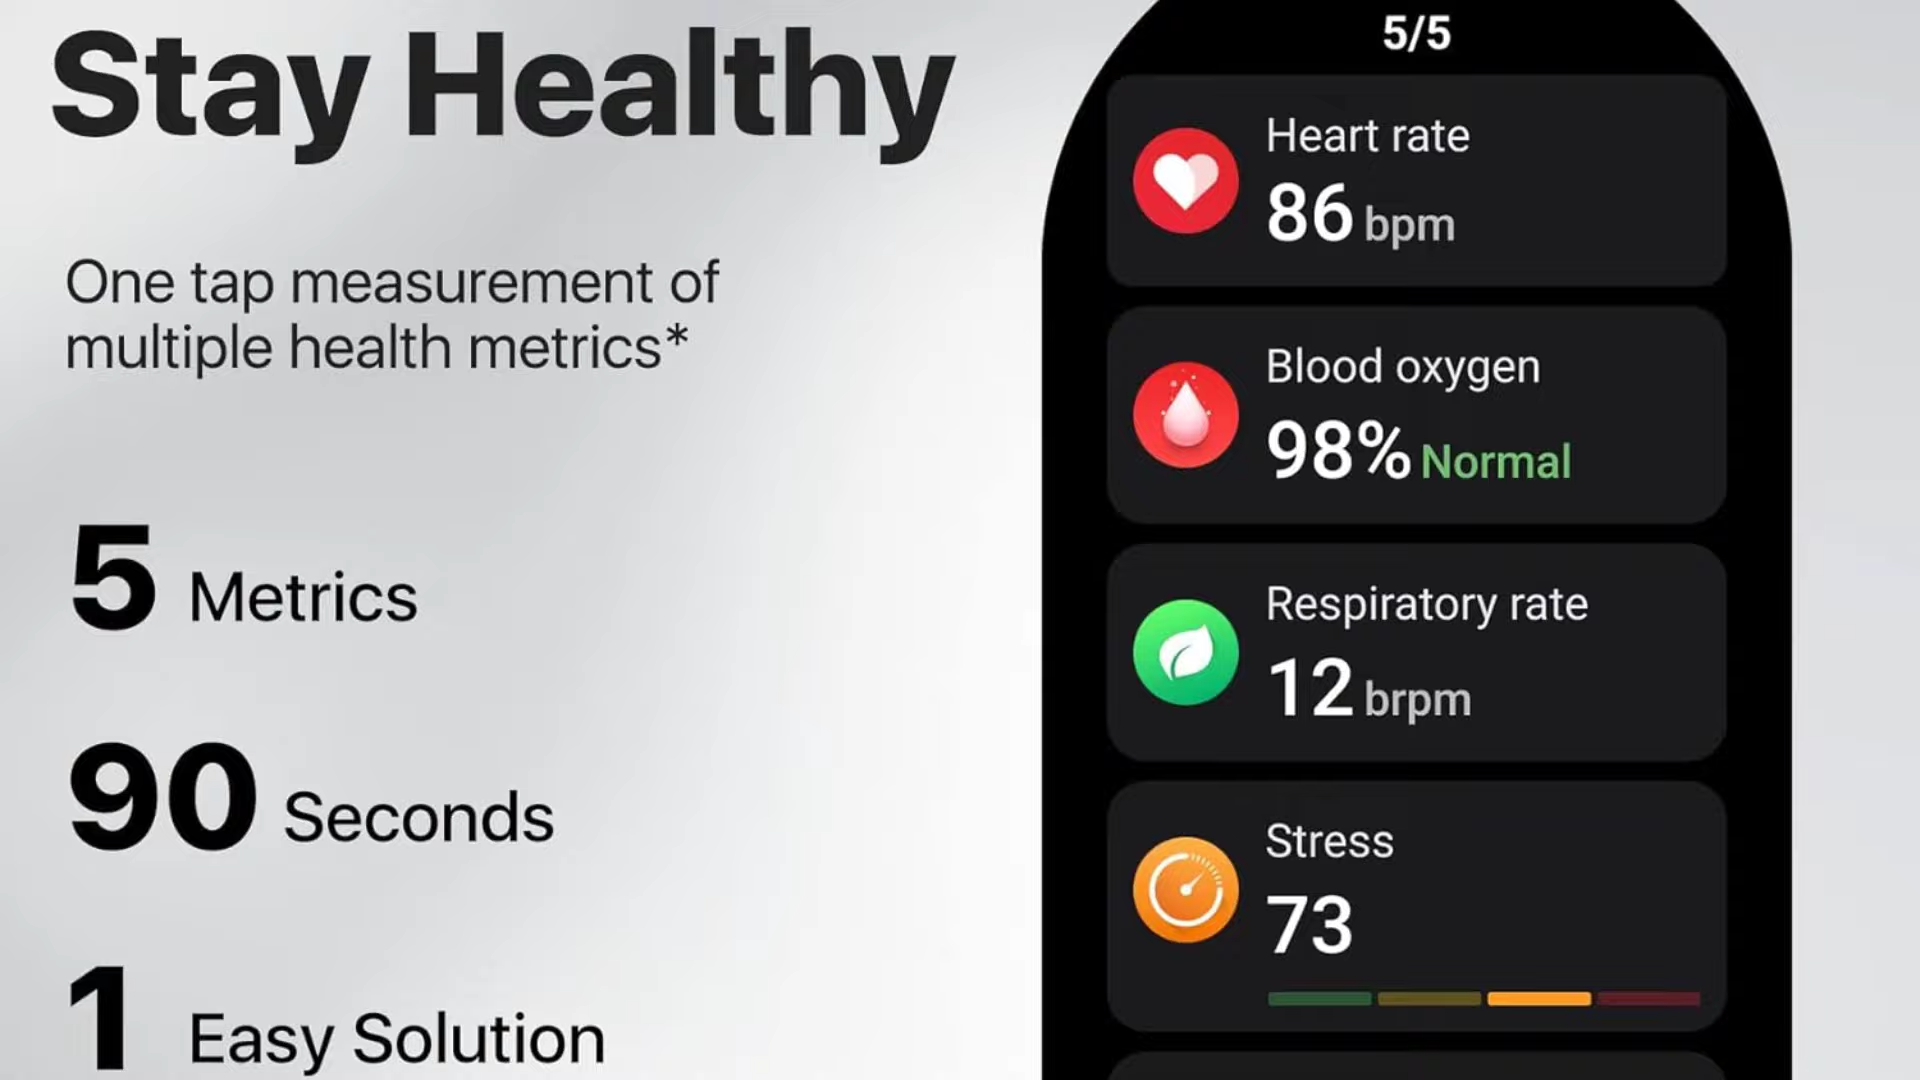 Stay Healthy
One tap measurement of
multiple health metrics*
5 Metrics
90 Seconds
1 Easy Solution
5/5
Heart rate
86 bpm
Blood oxygen
98% Normal
Respiratory rate
12 brpm
Stress
73